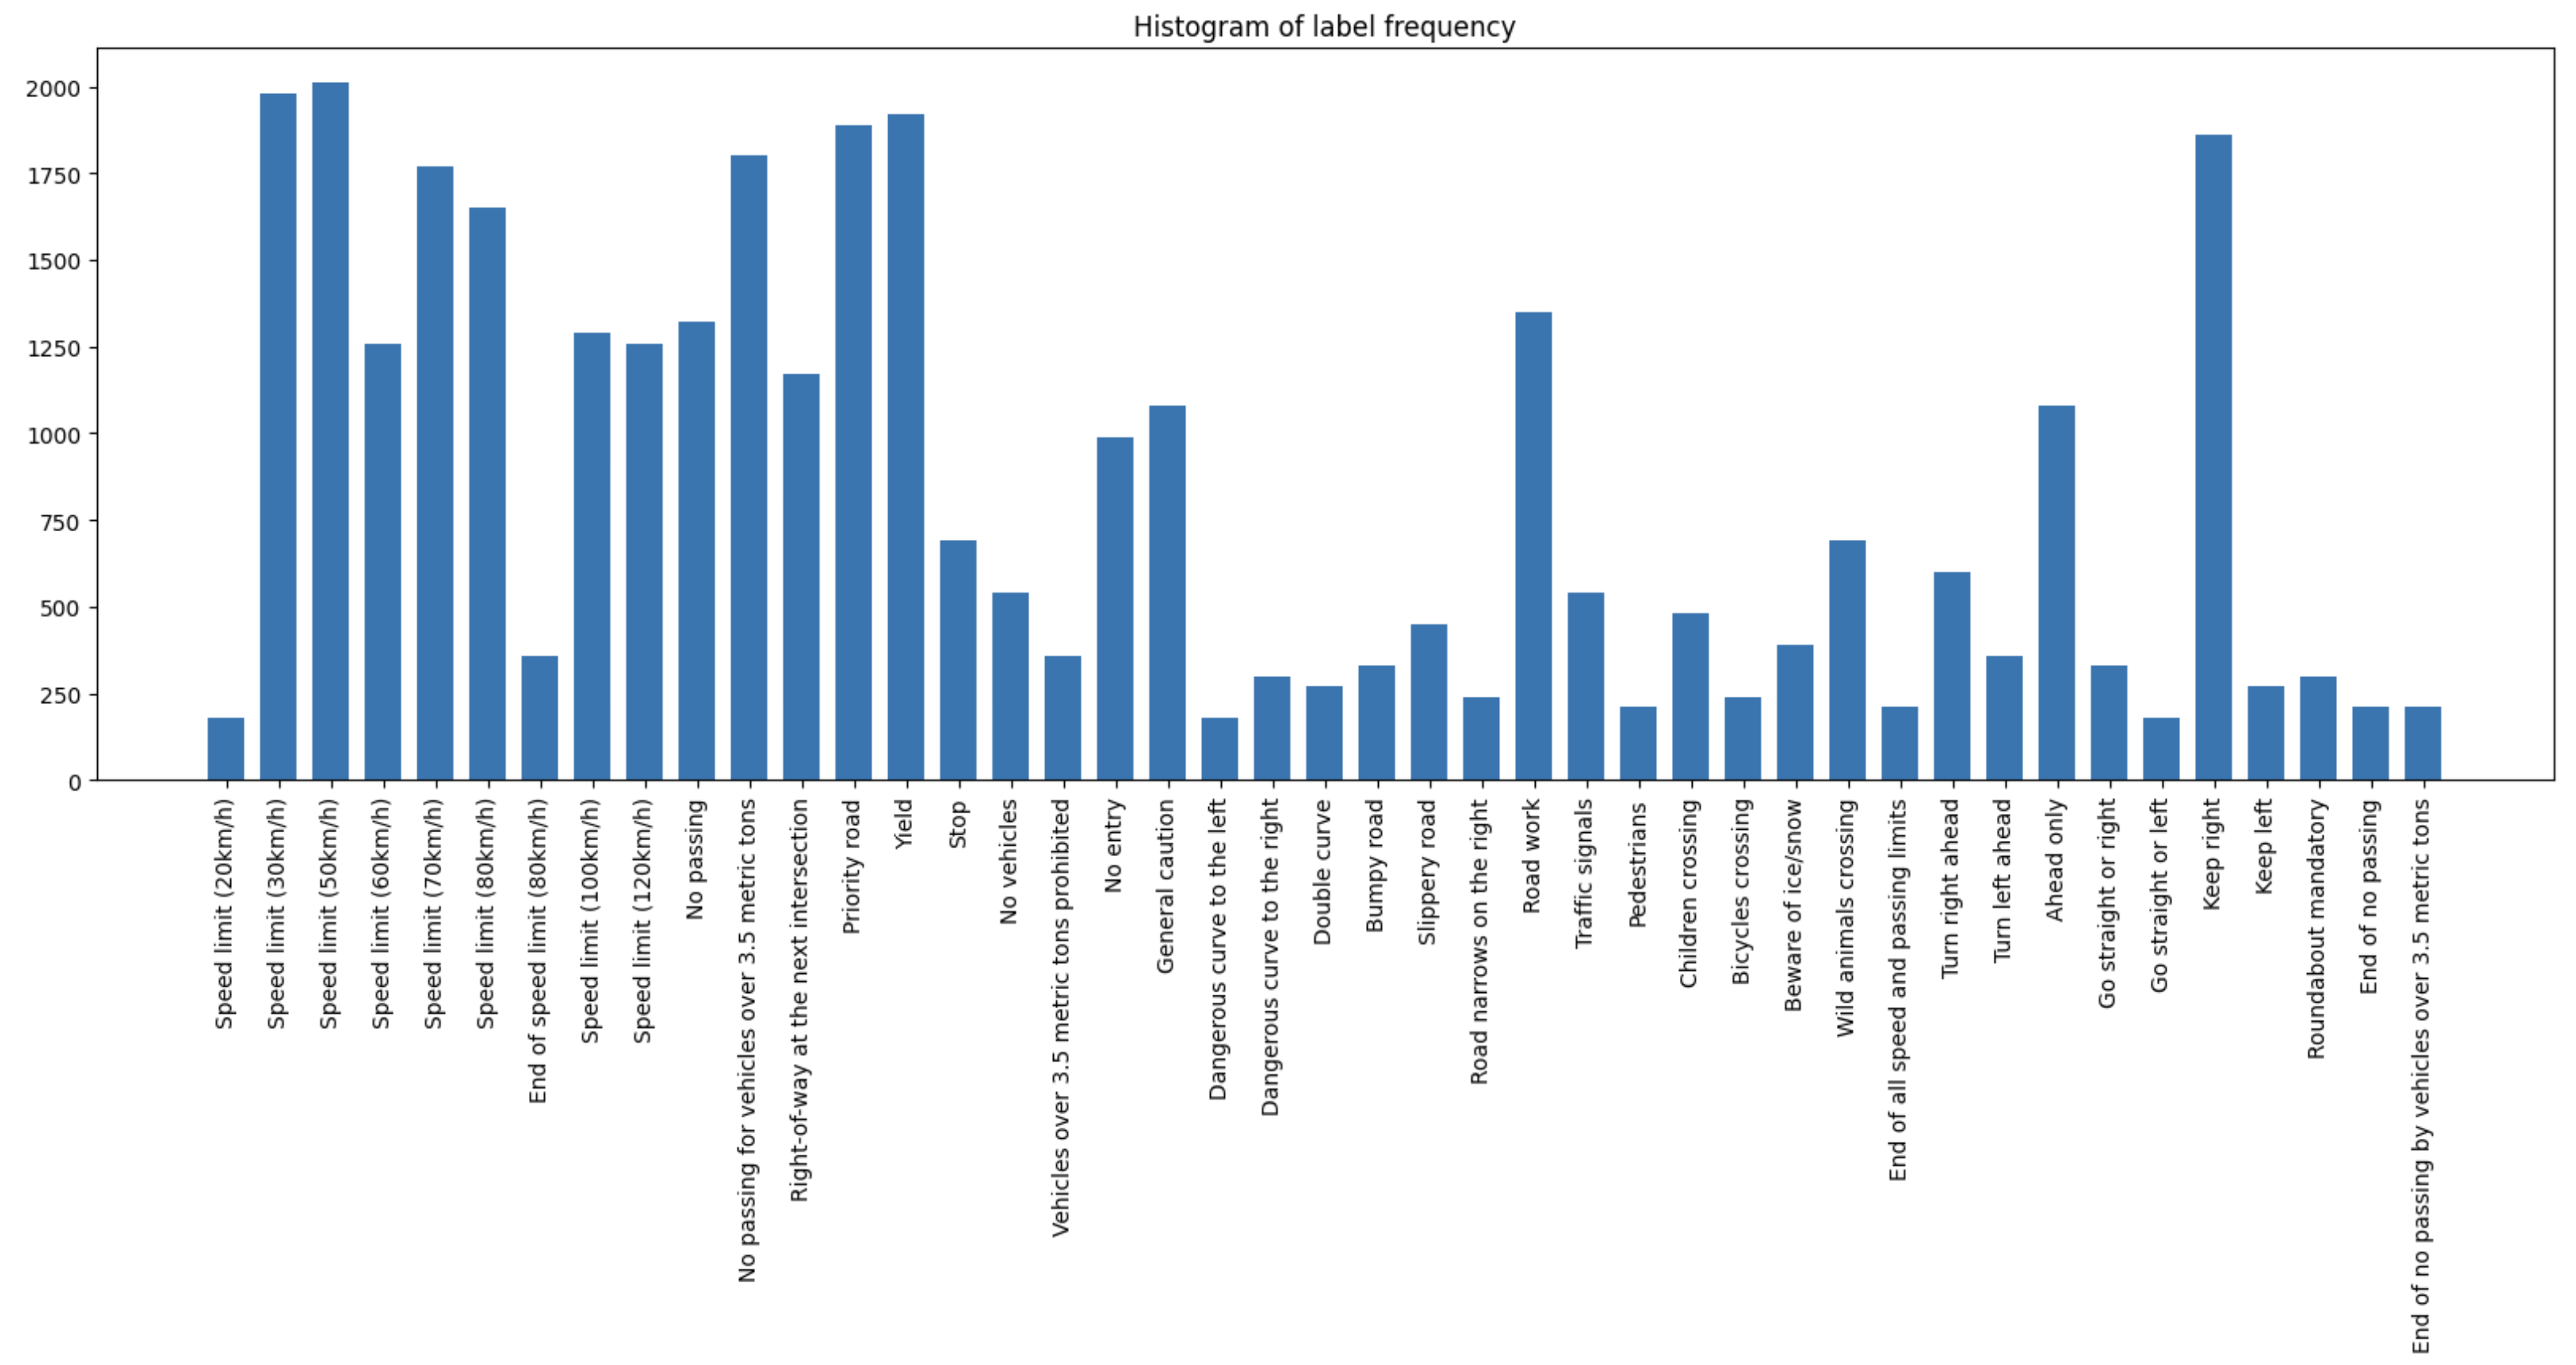 Histogram of label frequency
2000
1750
1500
1250
1000
750
500
250
0
Speed limit (20km/h)
Speed limit (30km/h)
Speed limit (50km/h)
Speed limit (60km/h)
Speed limit (70km/h)
Speed limit (80km/h)
End of speed limit (80km/h)
Speed limit (100km/h)
Speed limit (120km/h)
No passing
No passing for vehicles over 3.5 metric tons
Right-of-way at the next intersection
Priority road
Yield
Stop
No vehicles
Vehicles over 3.5 metric tons prohibited
No entry
General caution
Dangerous curve to the left
Dangerous curve to the right
Double curve
Bumpy road
Slippery road
Road narrows on the right
Road work
Traffic signals
Pedestrians
Children crossing
Bicycles crossing
Beware of ice/snow
Wild animals crossing
End of all speed and passing limits
Turn right ahead
Turn left ahead
Ahead only
Go straight or right
Go straight or left
Keep right
Keep left
Roundabout mandatory
End of no passing
End of no passing by vehicles over 3.5 metric tons